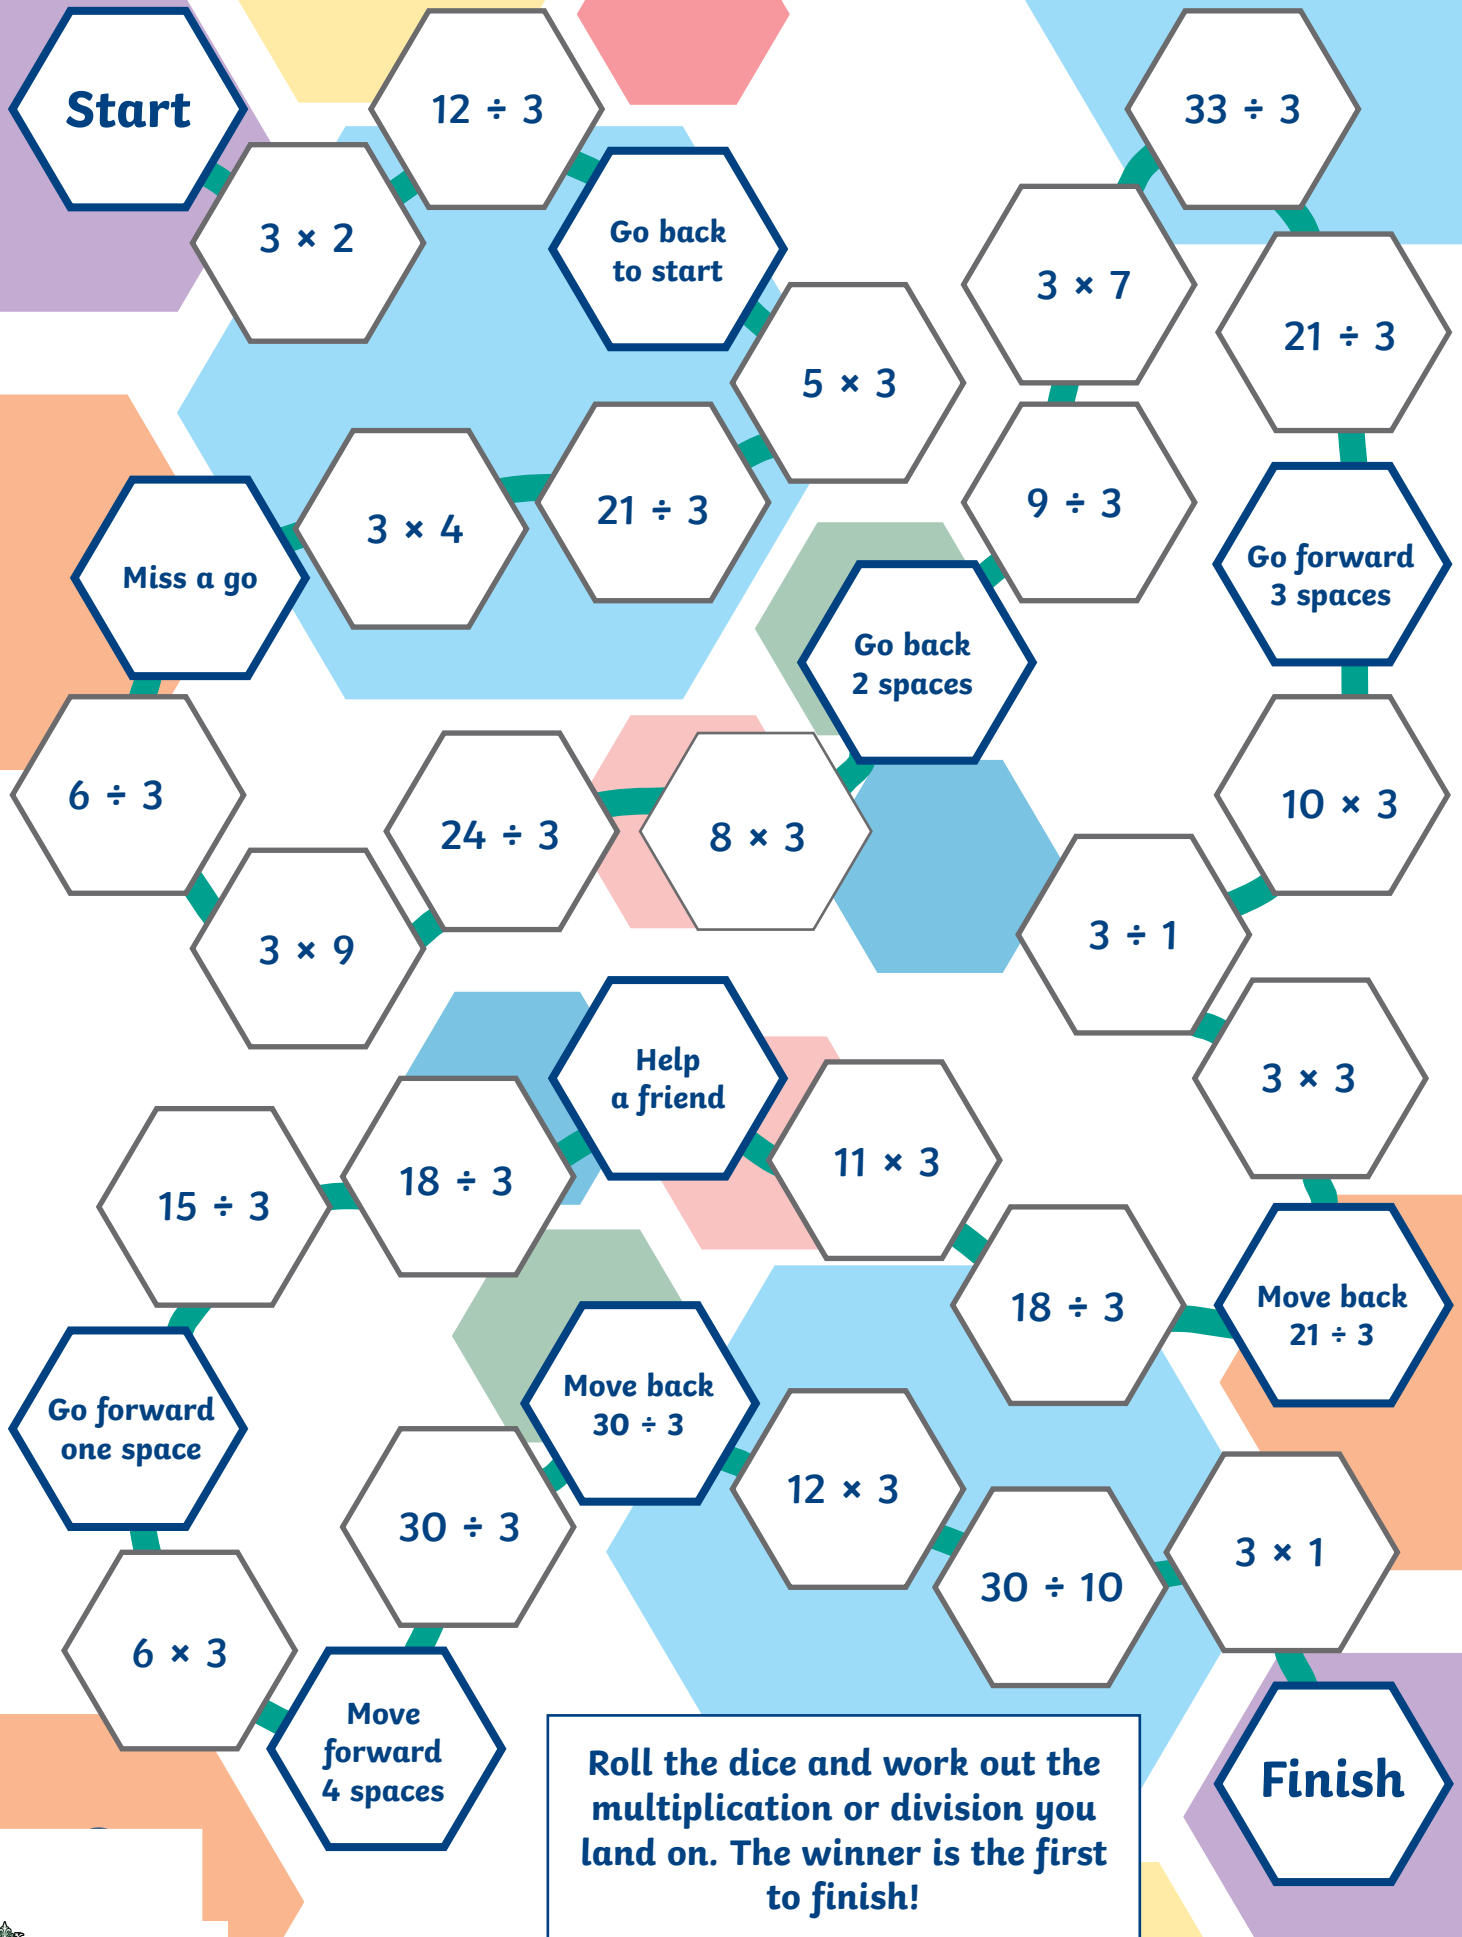 Start
3 × 2
12 ÷ 3
Go back
to start
5 × 3
21 ÷ 3
3 × 4
Miss a go
6 ÷ 3
3 × 9
24 ÷ 3
8 × 3
Go back
2 spaces
9 ÷ 3
3 × 7
33 ÷ 3
21 ÷ 3
Go forward
3 spaces
10 × 3
3 ÷ 1
3 × 3
Move back
21 ÷ 3
18 ÷ 3
11 × 3
Help
a friend
18 ÷ 3
15 ÷ 3
Go forward
one space
6 × 3
Move
forward
4 spaces
30 ÷ 3
Move back
30 ÷ 3
12 × 3
30 ÷ 10
3 × 1
Finish
Roll the dice and work out the
multiplication or division you
land on. The winner is the first
to finish!